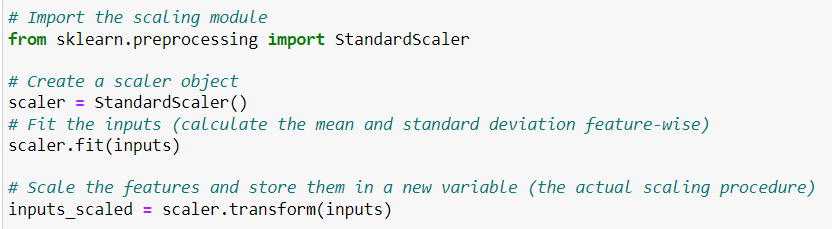 # Import the scaling module
from sklearn.preprocessing import StandardScaler
# Create a scaler object
scaler = StandardScaler()
# Fit the inputs (calculate the mean and standard deviation feature-wise)
scaler.fit(inputs)
# Scale the features and store them in a new variable (the actual scaling procedure)
inputs_scaled = scaler.transform(inputs)